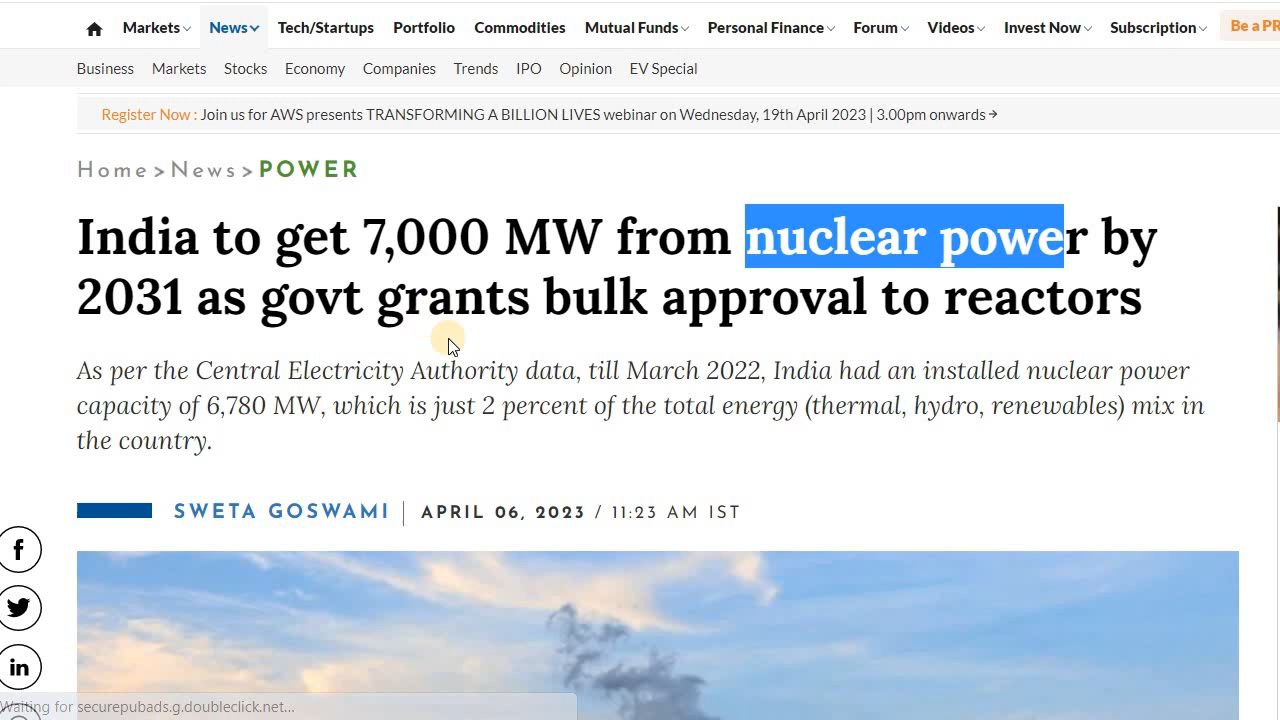 Markets News Tech/Startups Portfolio Commodities Mutual Funds Personal Finance Forum Videos Invest Now Subscription Be a PR
Business Markets Stocks Economy Companies Trends IPO Opinion EV Special
Register Now : Join us for AWS presents TRANSFORMING A BILLION LIVES webinar on Wednesday, 19th April 2023 | 3.00pm onwards →
Home > News > POWER
India to get 7,000 MW from nuclear power by
2031 as govt grants bulk approval to reactors
As per the Central Electricity Authority data, till March 2022, India had an installed nuclear power
capacity of 6,780 MW, which is just 2 percent of the total energy (thermal, hydro, renewables) mix in
the country.
SWETA GOSWAMI | APRIL 06, 2023 / 11:23 AM IST
f
in
Waiting for securepubads.g.doubleclick.net...